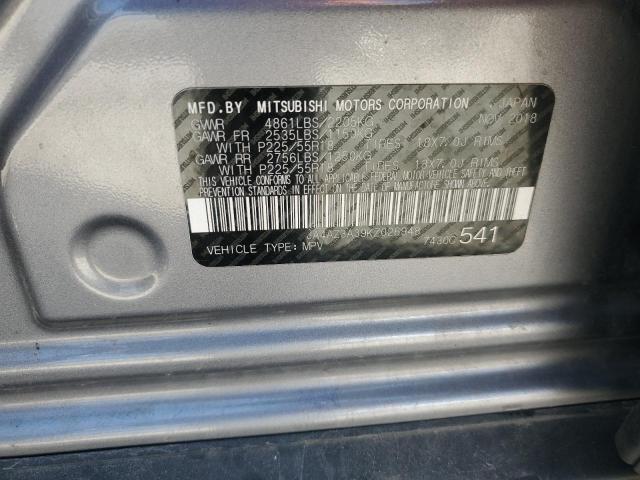 MFD.BY MITSUBISHI MOTORS CORPORATION JAPAN
GWWR 4861LBS/2205KG NOV 2018
GAWR FR 2535LBS/1150KG
WITH P225/55R18 TIRES, 18X7.0J RIMS
GAWR RR 2756LBS/1250KG
WITH P225/55R18 TIRES 18X7.0J RIMS
THIS VEHICLE CONFORMS TO ALL APPLICABLE FEDERAL MOTOR VEHICLE SAFETY AND THEFT
PREVENTION STANDARDS IN EFFECT ON THE DATE OF MANUFACTURE SHOWN ABOVE.
VEHICLE TYPE: MPV 7430C 541